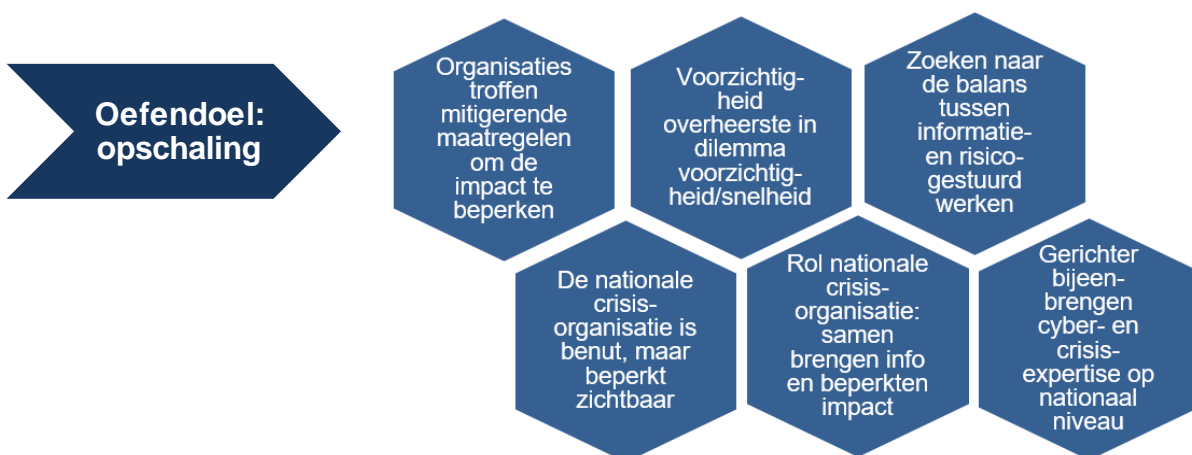 Oefendoel:
opschaling
Organisaties
troffen
mitigerende
maatregelen
om de
impact te
beperken
Voorzichtig-
heid
overheerste in
dilemma
voorzichtig-
heid/snelheid
Zoeken naar
de balans
tussen
informatie-
en risico-
gestuurd
werken
De nationale
crisis-
organisatie is
benut, maar
beperkt
zichtbaar
Rol nationale
crisis-
organisatie:
samen
brengen info
en beperkten
impact
Gerichter
bijeen-
brengen
cyber- en
crisis-
expertise op
nationaal
niveau